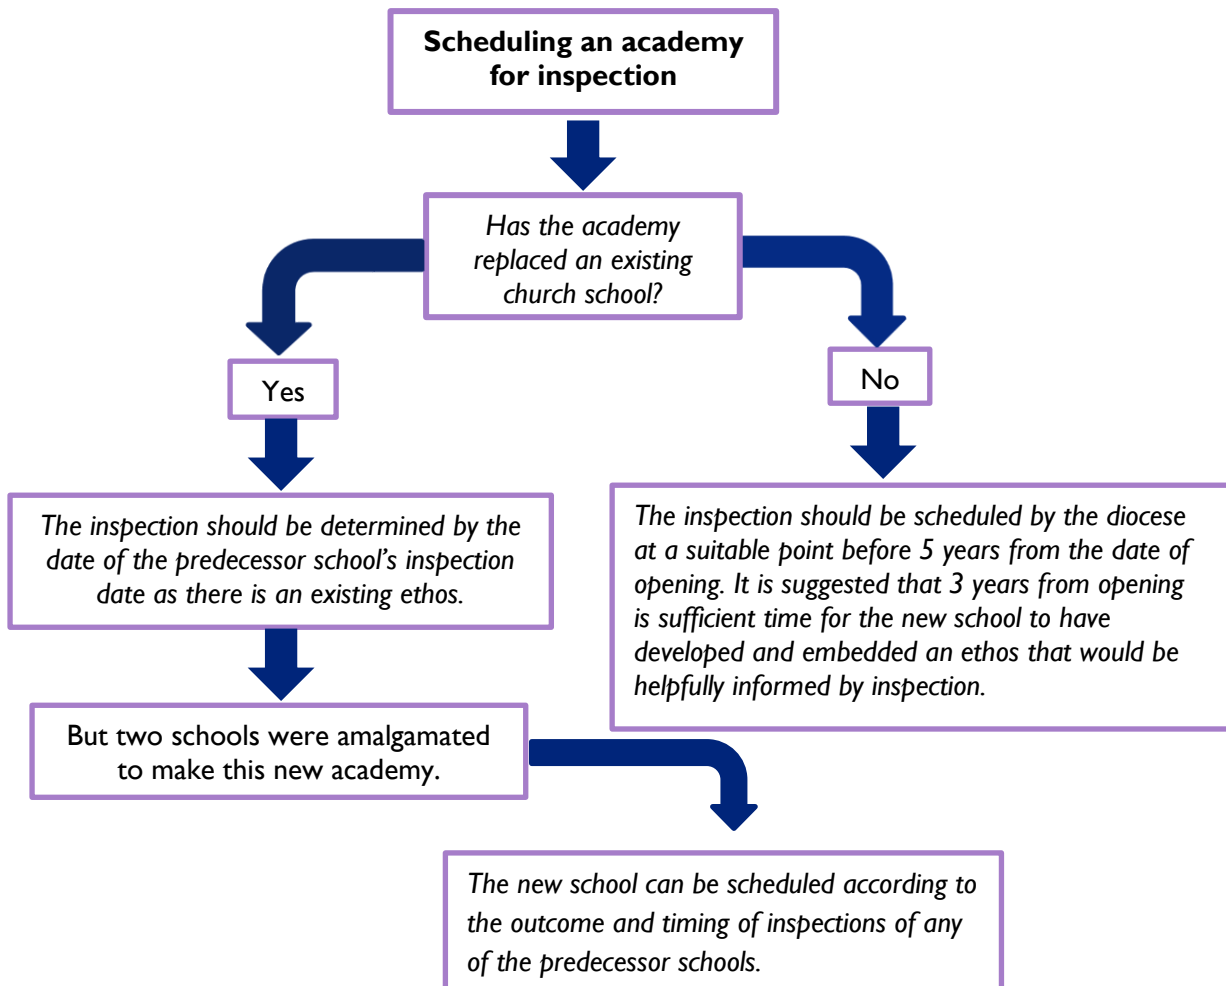 Scheduling an academy
for inspection
Has the academy
replaced an existing
church school?
Yes
No
The inspection should be determined by the
date of the predecessor school's inspection
date as there is an existing ethos.
The inspection should be scheduled by the diocese
at a suitable point before 5 years from the date of
opening. It is suggested that 3 years from opening
is sufficient time for the new school to have
developed and embedded an ethos that would be
helpfully informed by inspection.
But two schools were amalgamated
to make this new academy.
The new school can be scheduled according to
the outcome and timing of inspections of any
of the predecessor schools.